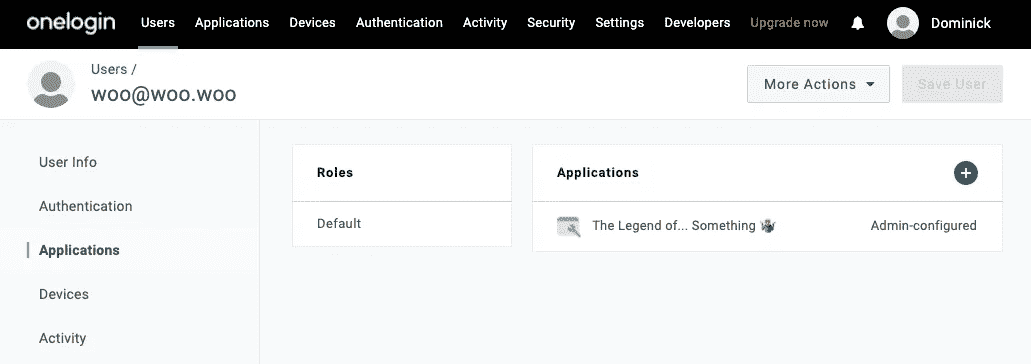 onelogin Users Applications Devices Authentication Activity Security Settings Developers Upgrade now Dominick
Users /
woo@woo.woo
More Actions Save User
User Info
Authentication
Applications
Devices
Activity
Roles
Default
Applications
The Legend of... Something Admin-configured